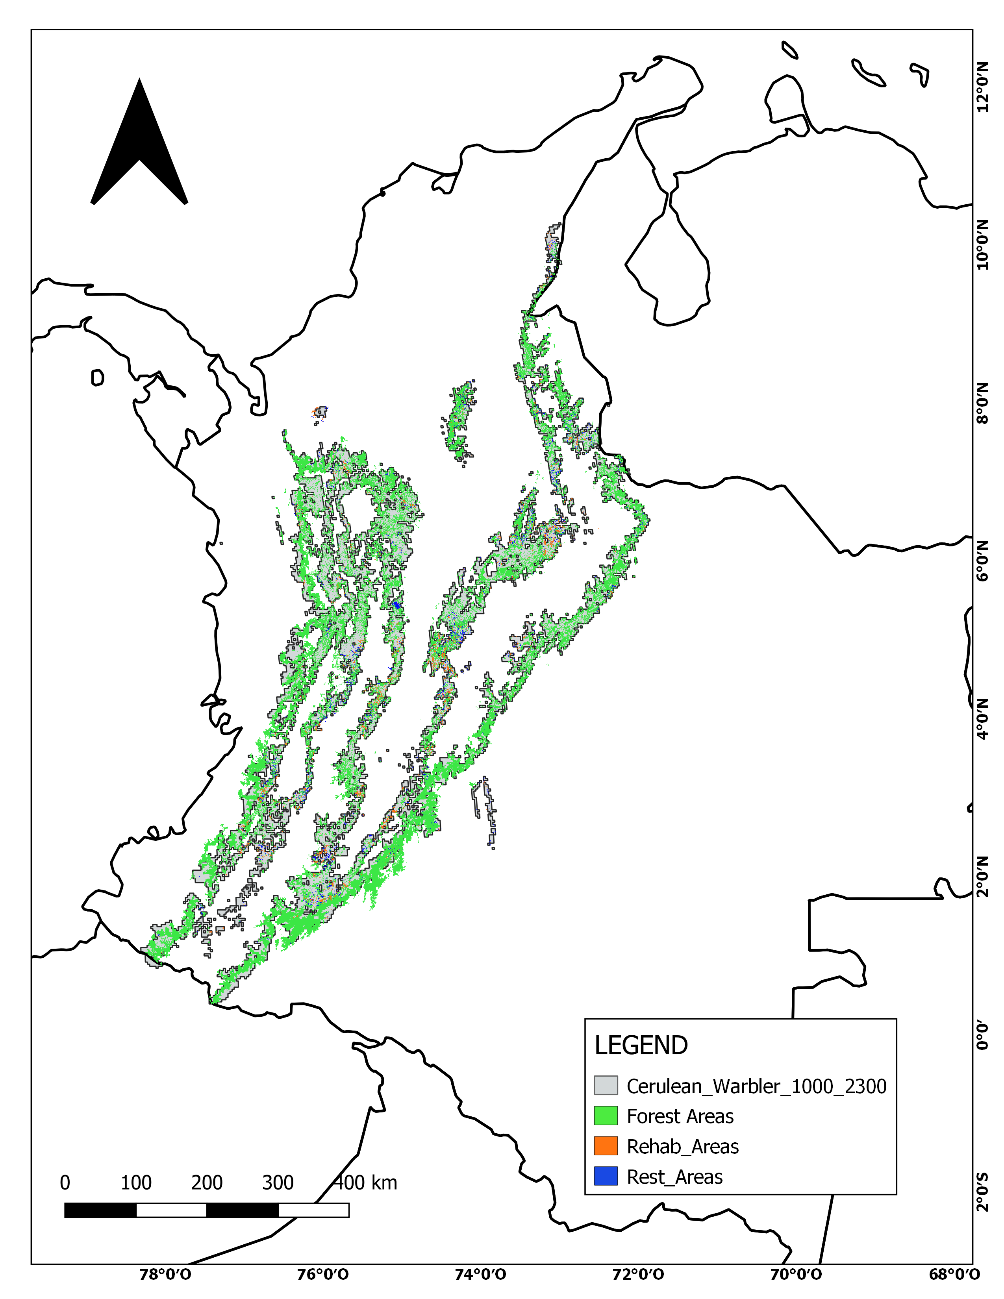 12°0'N
10°0'N
8°0'N
6°0'N
4°0'N
2°0'N
0°0'
2°0'S
LEGEND
Cerulean_Warbler_1000_2300
Forest Areas
Rehab_Areas
Rest_Areas
0 100 200 300 400 km
78°0'O 76°0'O 74°0'O 72°0'O 70°0'O 68°0'O